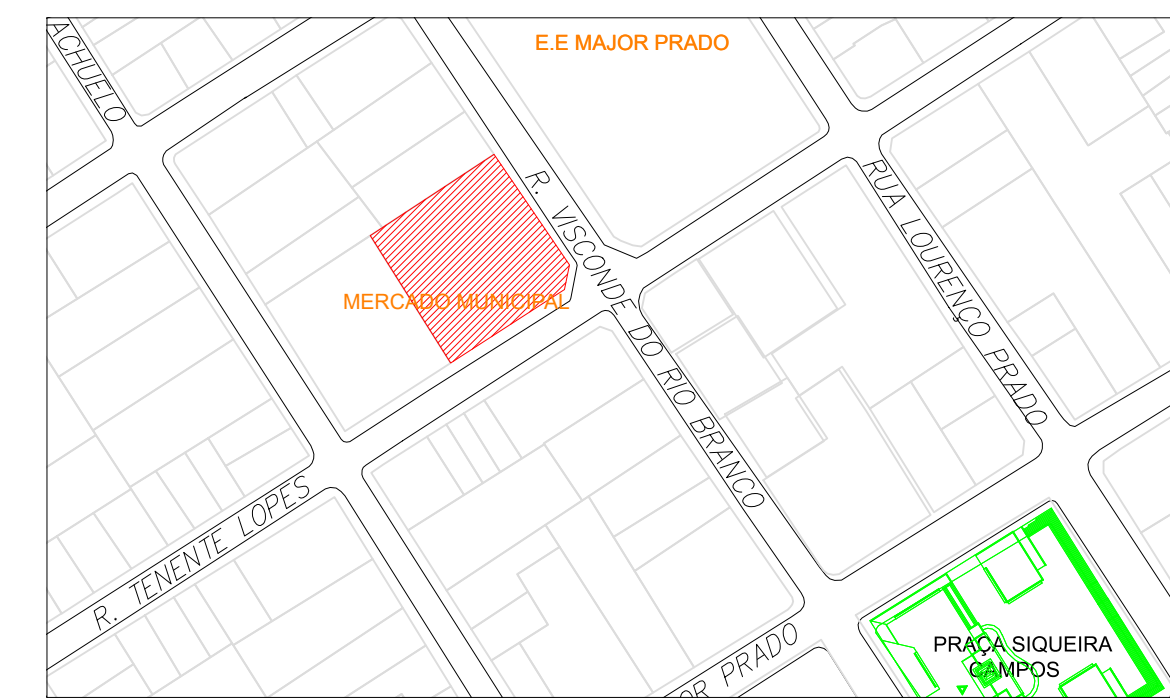 ACHUELO
E.E MAJOR PRADO
R. VISCONDE DO RIO BRANCO
RUA LOURENÇO PRADO
MERCADO MUNICIPAL
R. TENENTE LOPES
OR PRADO
PRAÇA SIQUEIRA
CAMPOS